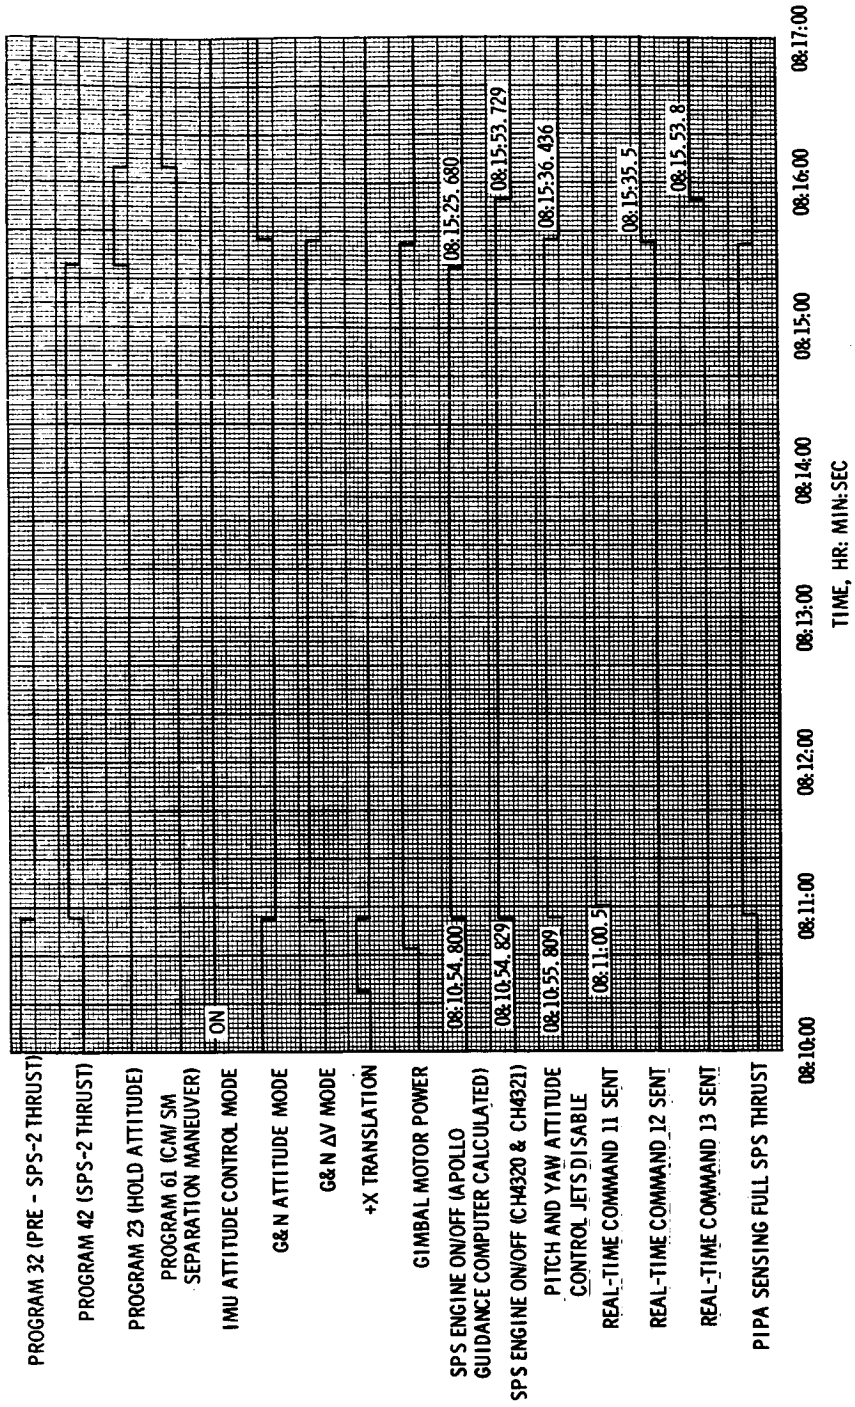 PROGRAM 32 (PRE - SPS-2 THRUST)
PROGRAM 42 (SPS-2 THRUST)
PROGRAM 23 (HOLD ATTITUDE)
PROGRAM 61 (CM/SM
SEPARATION MANEUVER)
IMU ATTITUDE CONTROL MODE
ON
G&N ATTITUDE MODE
G&N ΔV MODE
+X TRANSLATION
GIMBAL MOTOR POWER
SPS ENGINE ON/OFF (APOLLO
GUIDANCE COMPUTER CALCULATED)
08:10:54.800
08:15:25.680
SPS ENGINE ON/OFF (CH4320 & CH4321)
08:10:54.829
08:15:53.729
PITCH AND YAW ATTITUDE
CONTROL JETS DISABLE
08:10:55.809
08:15:36.436
REAL-TIME COMMAND 11 SENT
08:11:00.5
REAL-TIME COMMAND 12 SENT
08:15:35.5
REAL-TIME COMMAND 13 SENT
08:15.53.8
PIPA SENSING FULL SPS THRUST
08:10:00
08:11:00
08:12:00
08:13:00
08:14:00
08:15:00
08:16:00
08:17:00
TIME, HR: MIN:SEC